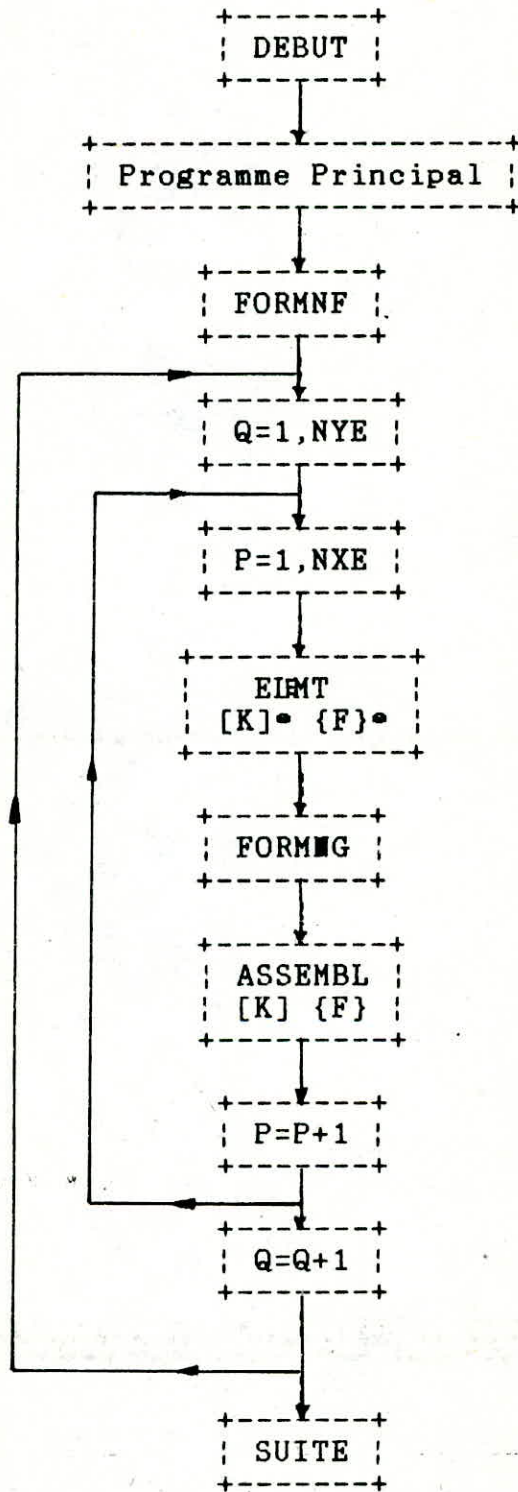 DEBUT
Programme Principal
FORMNF
Q=1,NYE
P=1,NXE
[K]• {F}•
ASSEMBL
[K] {F}
P=P+1
Q=Q+1
SUITE